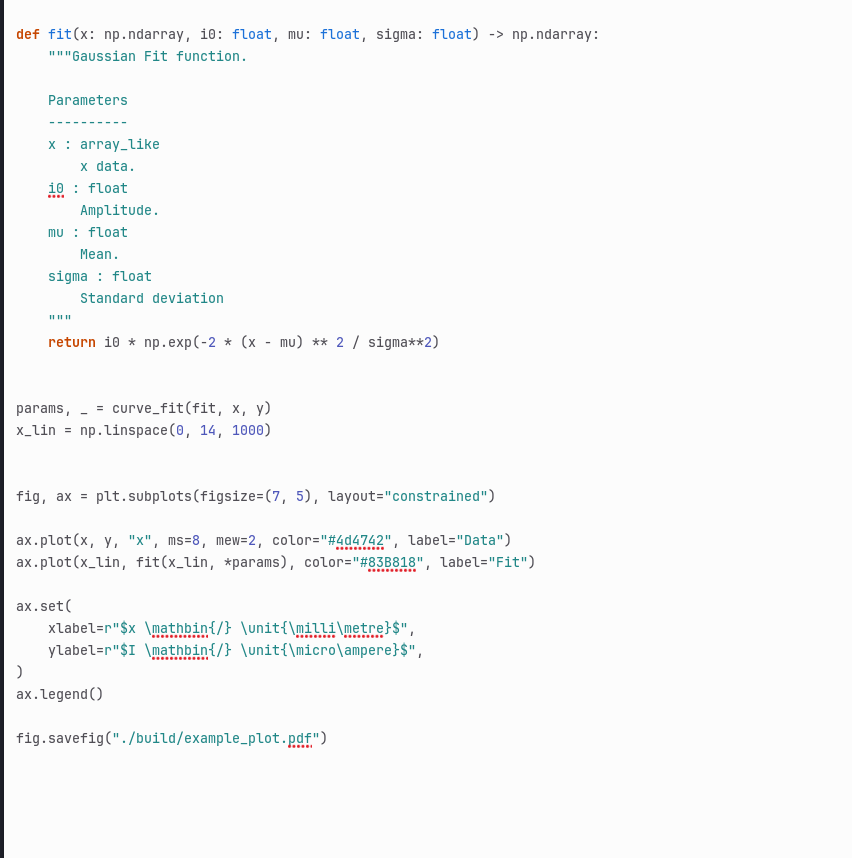 def fit(x: np.ndarray, i0: float, mu: float, sigma: float) -> np.ndarray:
    """Gaussian Fit function.

    Parameters
    ----------
    x : array_like
        x data.
    i0 : float
        Amplitude.
    mu : float
        Mean.
    sigma : float
        Standard deviation
    """
    return i0 * np.exp(-2 * (x - mu) ** 2 / sigma**2)


params, _ = curve_fit(fit, x, y)
x_lin = np.linspace(0, 14, 1000)


fig, ax = plt.subplots(figsize=(7, 5), layout="constrained")

ax.plot(x, y, "x", ms=8, mew=2, color="#4d4742", label="Data")
ax.plot(x_lin, fit(x_lin, *params), color="#83B818", label="Fit")

ax.set(
    xlabel=r"$x \mathbin{/} \unit{\milli\metre}$",
    ylabel=r"$I \mathbin{/} \unit{\micro\ampere}$",
)
ax.legend()

fig.savefig("./build/example_plot.pdf")